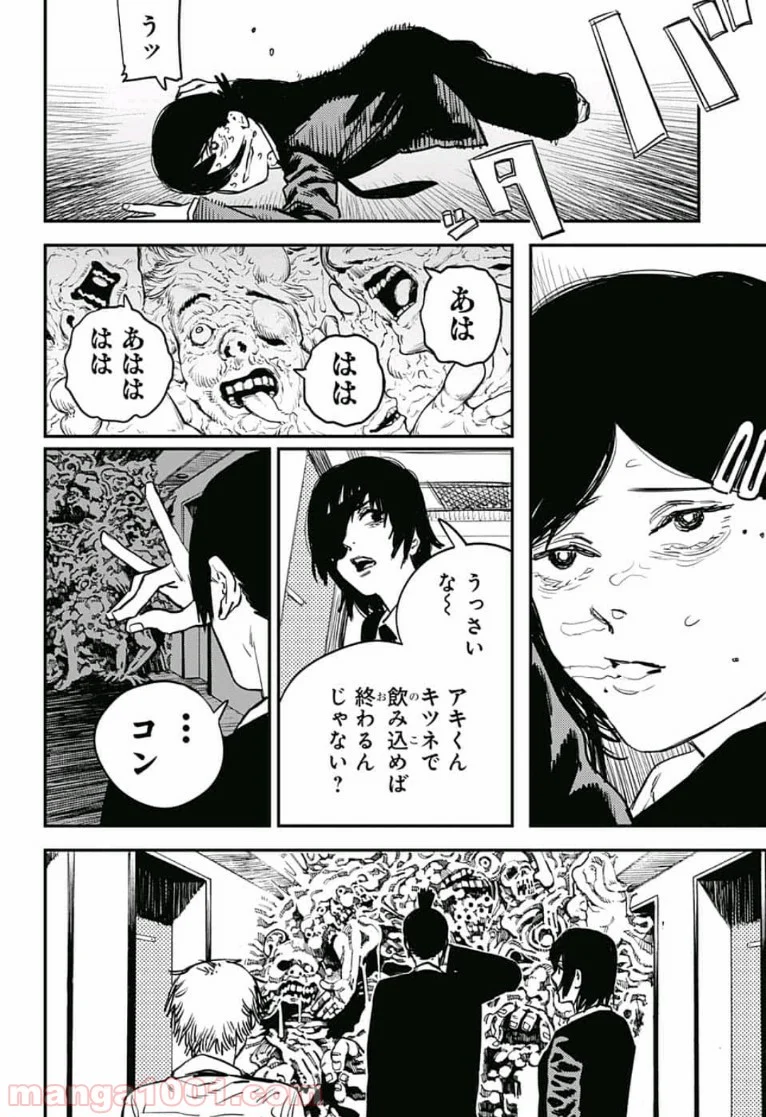 うッ
バタッ
あは
はは
あはは
はは
うっさい
な～
アキくん
キツネで
飲み込めば
終わるん
じゃない？
…
コン
manga1001.com